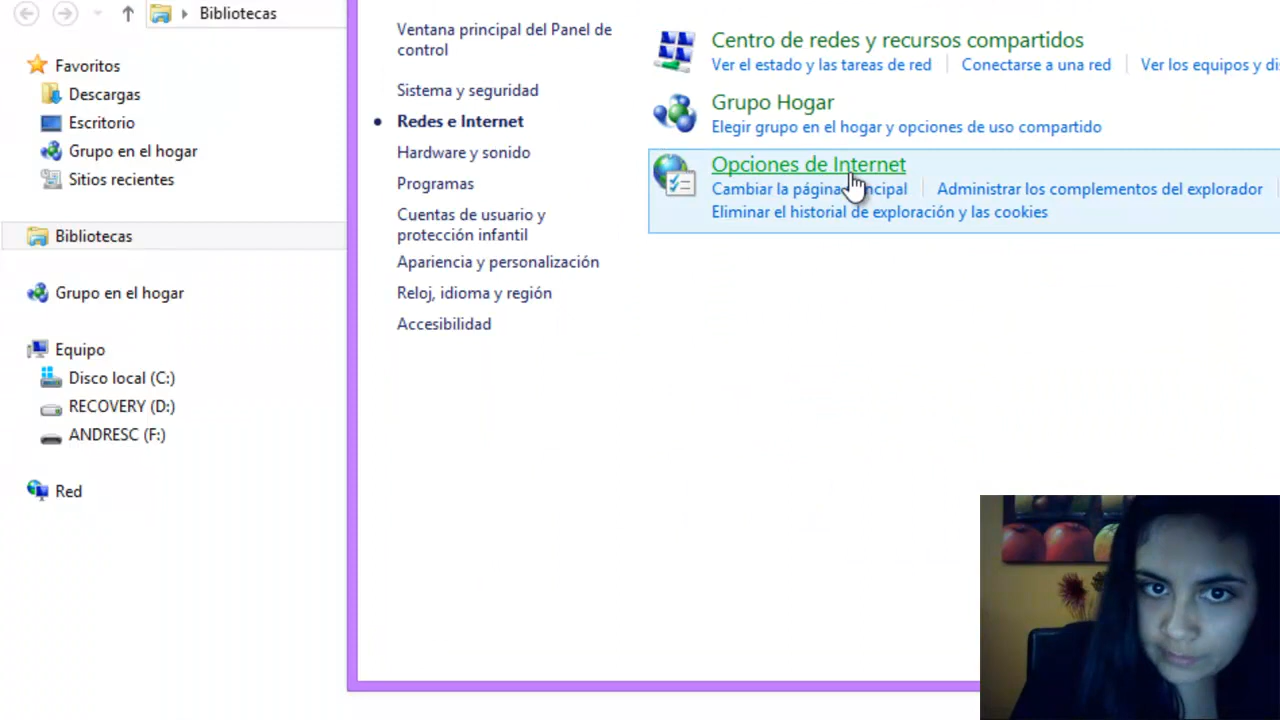 Bibliotecas
Favoritos
Descargas
Escritorio
Grupo en el hogar
Sitios recientes
Bibliotecas
Grupo en el hogar
Equipo
Disco local (C:)
RECOVERY (D:)
ANDRESC (F:)
Red
Ventana principal del Panel de
control
Sistema y seguridad
Redes e Internet
Hardware y sonido
Programas
Cuentas de usuario y
protección infantil
Apariencia y personalización
Reloj, idioma y región
Accesibilidad
Centro de redes y recursos compartidos
Ver el estado y las tareas de red Conectarse a una red Ver los equipos y
Grupo Hogar
Elegir grupo en el hogar y opciones de uso compartido
Opciones de Internet
Cambiar la página Administrar los complementos del explorador
Eliminar el historial de exploración y las cookies